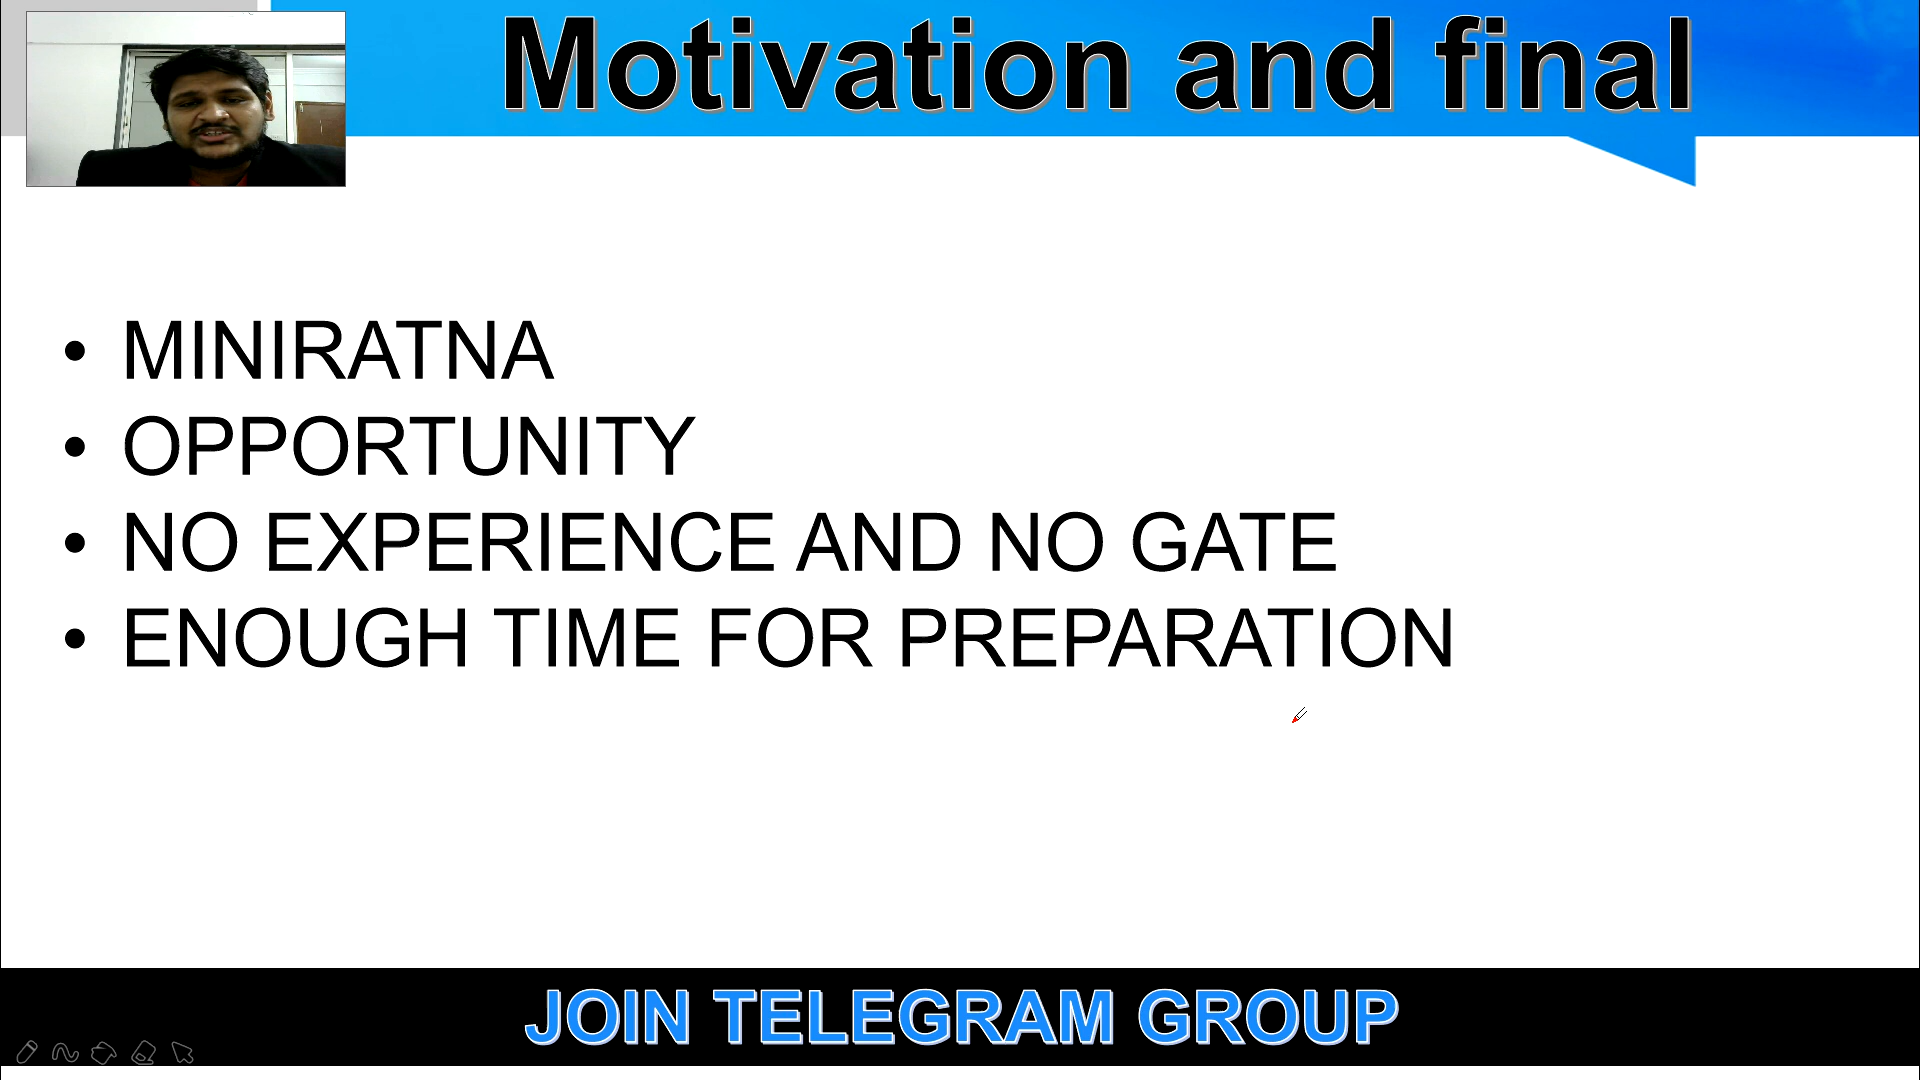 Motivation and final
• MINIRATNA
• OPPORTUNITY
• NO EXPERIENCE AND NO GATE
• ENOUGH TIME FOR PREPARATION
JOIN TELEGRAM GROUP